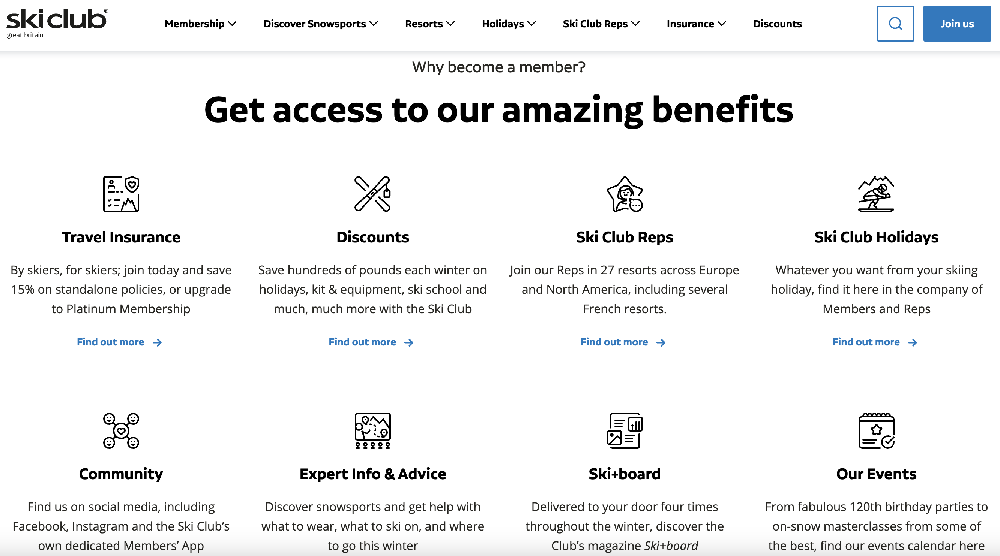 skiclub®
great britain
Membership
Discover Snowsports
Resorts
Holidays
Ski Club Reps
Insurance
Discounts
Join us
Why become a member?
Get access to our amazing benefits
Travel Insurance
By skiers, for skiers; join today and save
15% on standalone policies, or upgrade
to Platinum Membership
Find out more
Discounts
Save hundreds of pounds each winter on
holidays, kit & equipment, ski school and
much, much more with the Ski Club
Find out more
Ski Club Reps
Join our Reps in 27 resorts across Europe
and North America, including several
French resorts.
Find out more
Ski Club Holidays
Whatever you want from your skiing
holiday, find it here in the company of
Members and Reps
Find out more
Community
Find us on social media, including
Facebook, Instagram and the Ski Club’s
own dedicated Members’ App
Expert Info & Advice
Discover snowsports and get help with
what to wear, what to ski on, and where
to go this winter
Ski+board
Delivered to your door four times
throughout the winter, discover the
Club’s magazine Ski+board
Our Events
From fabulous 120th birthday parties to
on-snow masterclasses from some of
the best, find our events calendar here